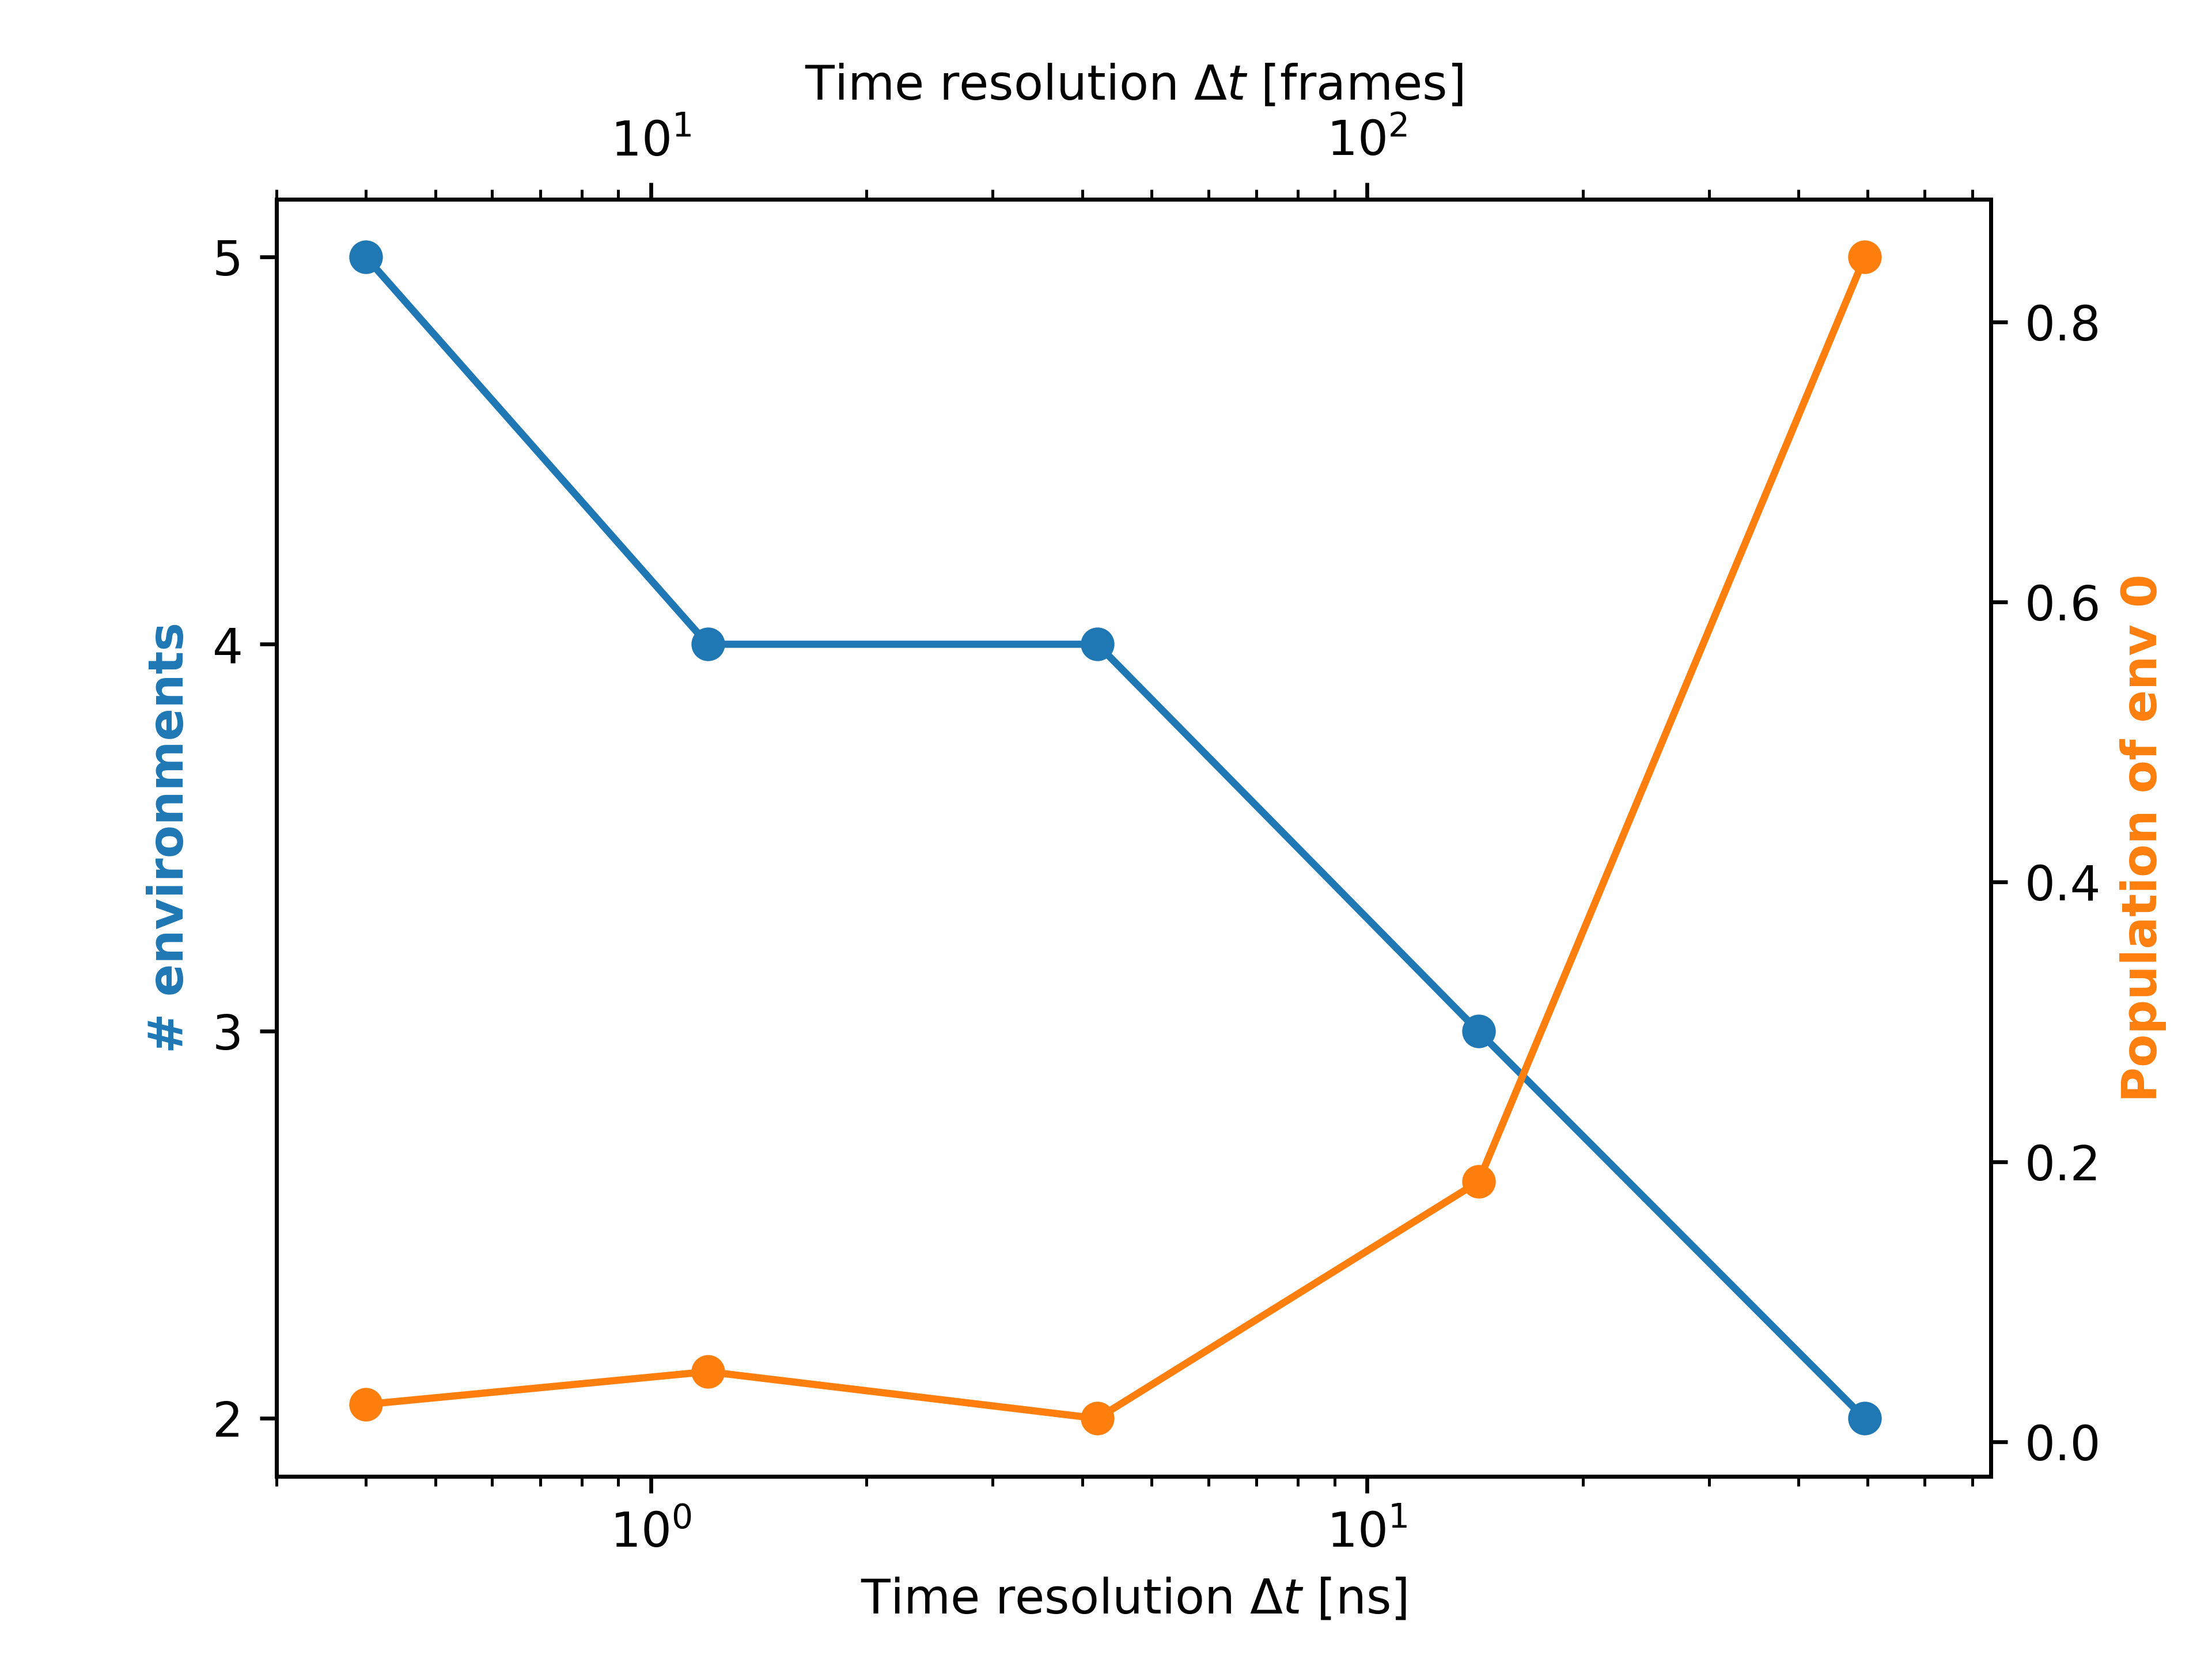 Time resolution Δt [frames]
10¹ 10²
5
4
3
2
# environments
0.8
0.6
0.4
0.2
0.0
Population of env 0
10⁰ 10¹
Time resolution Δt [ns]